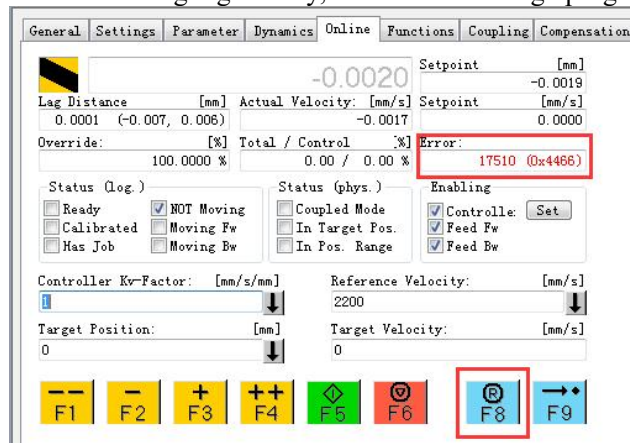 General Settings Parameter Dynamics Online Functions Coupling Compensation
-0.0020
Setpoint [mm]
-0.0019
Lag Distance [mm] Actual Velocity: [mm/s] Setpoint [mm/s]
0.0001 (-0.007, 0.006) -0.0017 0.0000
Override: [%] Total / Control [%] Error:
100.0000 % 0.00 / 0.00 % 17510 (0x4466)
Status (log.) Status (phys.) Enabling
Ready NOT Moving Coupled Mode Controlle: Set
Calibrated Moving Fw In Target Pos. Feed Fw
Has Job Moving Bw In Pos. Range Feed Bw
Controller Kv-Factor: [mm/s/mm] Reference Velocity: [mm/s]
1 2200
Target Position: [mm] Target Velocity: [mm/s]
0 0
-- - + ++ R
F1 F2 F3 F4 F5 F6 F8 F9